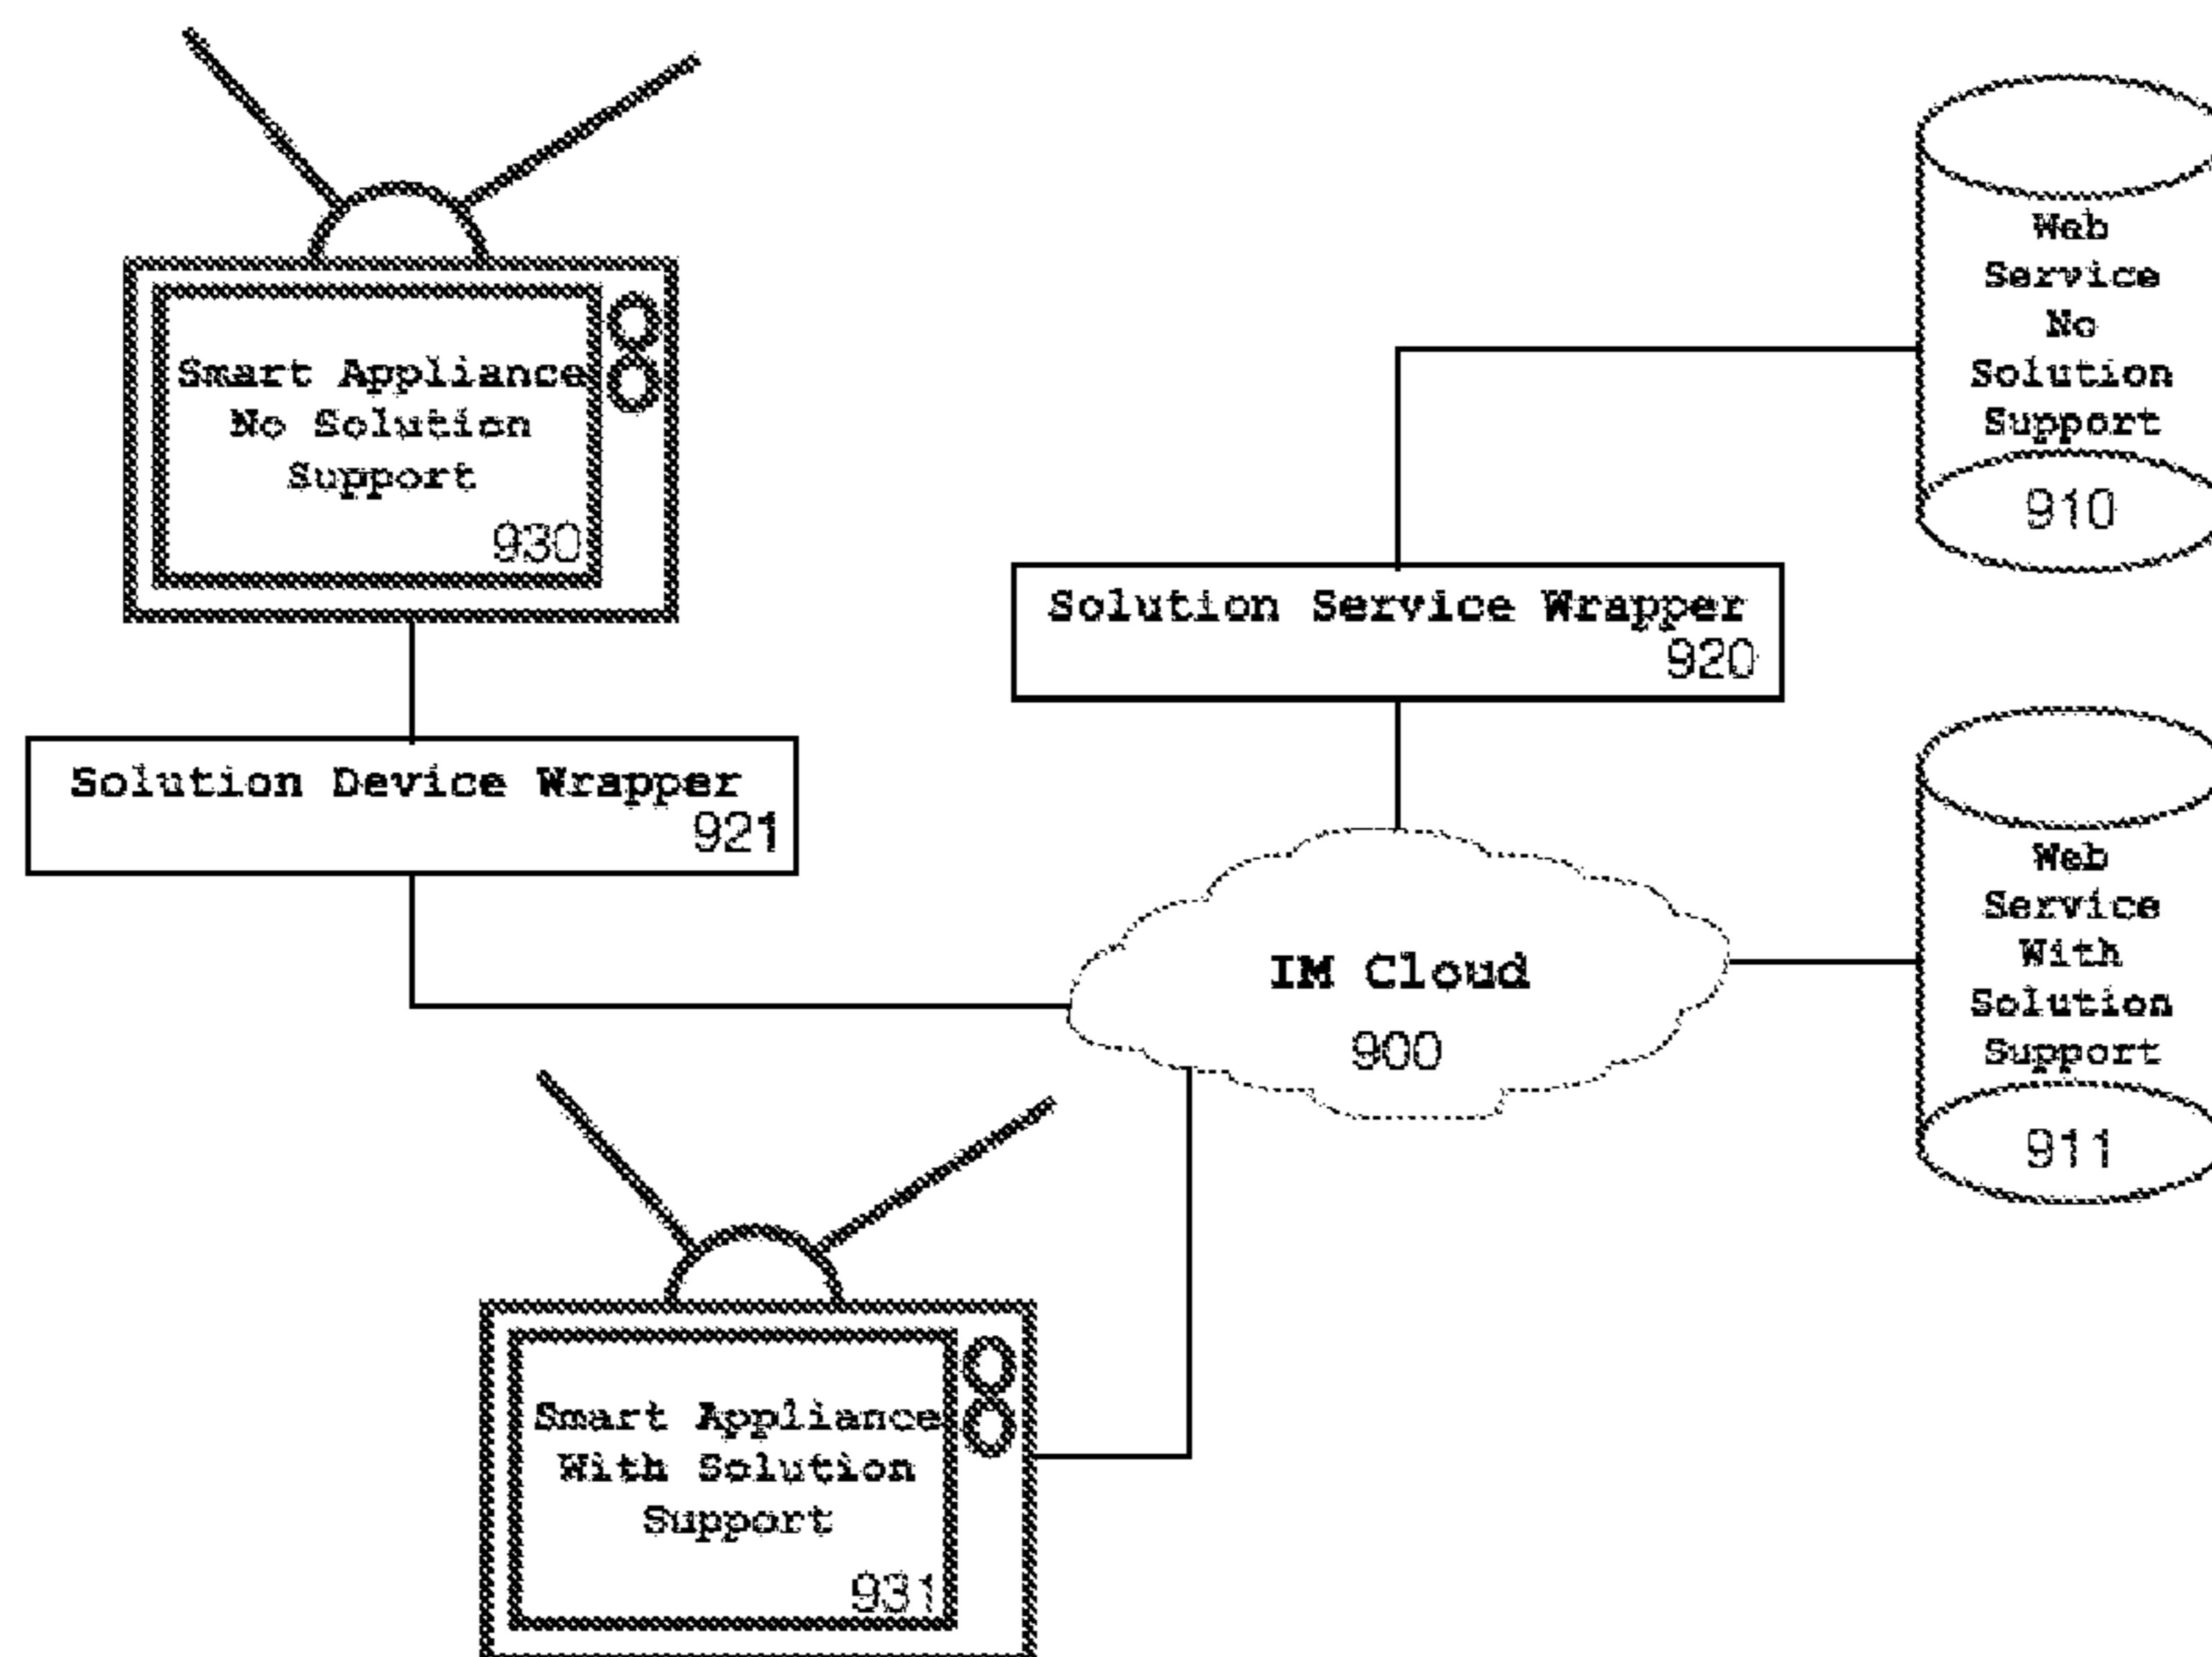 Smart Appliance
No Solution
Support
930
Web
Service
No
Solution
Support
910
Solution Service Wrapper
920
Solution Device Wrapper
921
IM Cloud
900
Web
Service
With
Solution
Support
911
Smart Appliance
With Solution
Support
931